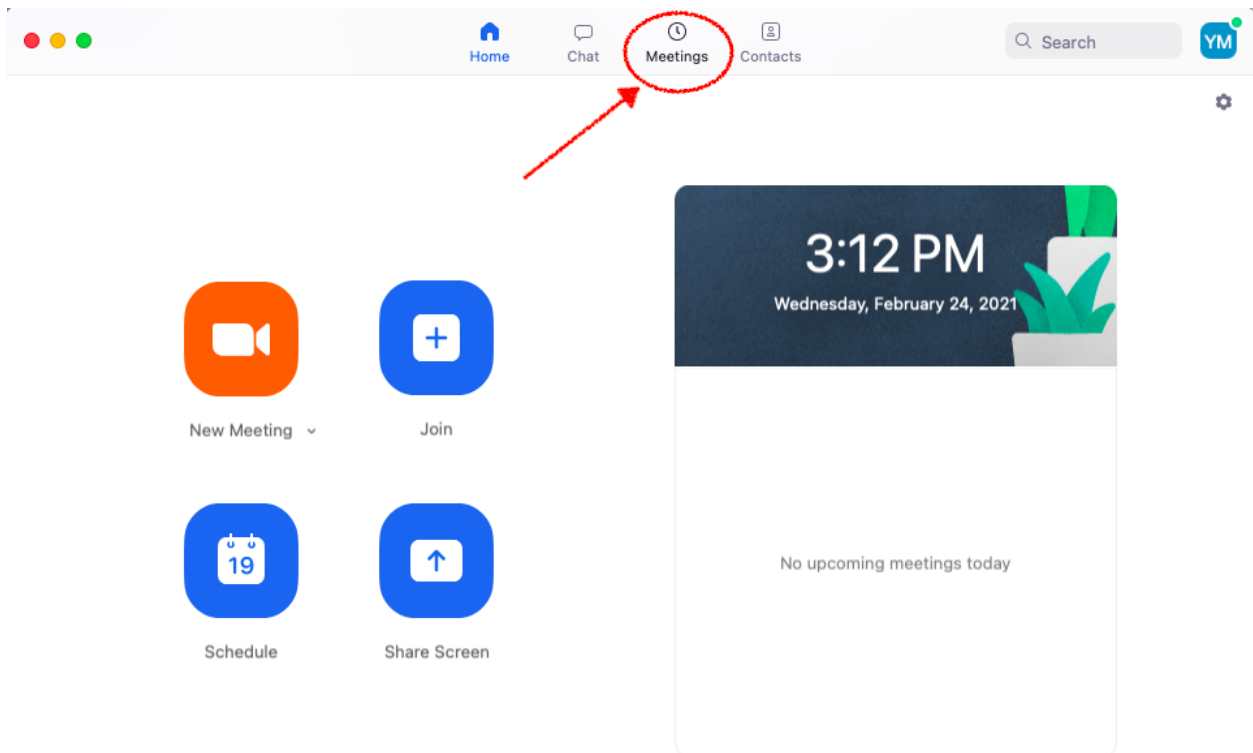 Home
Chat
Meetings
Contacts
Search
YM
3:12 PM
Wednesday, February 24, 2021
New Meeting
Join
19
Schedule
Share Screen
No upcoming meetings today